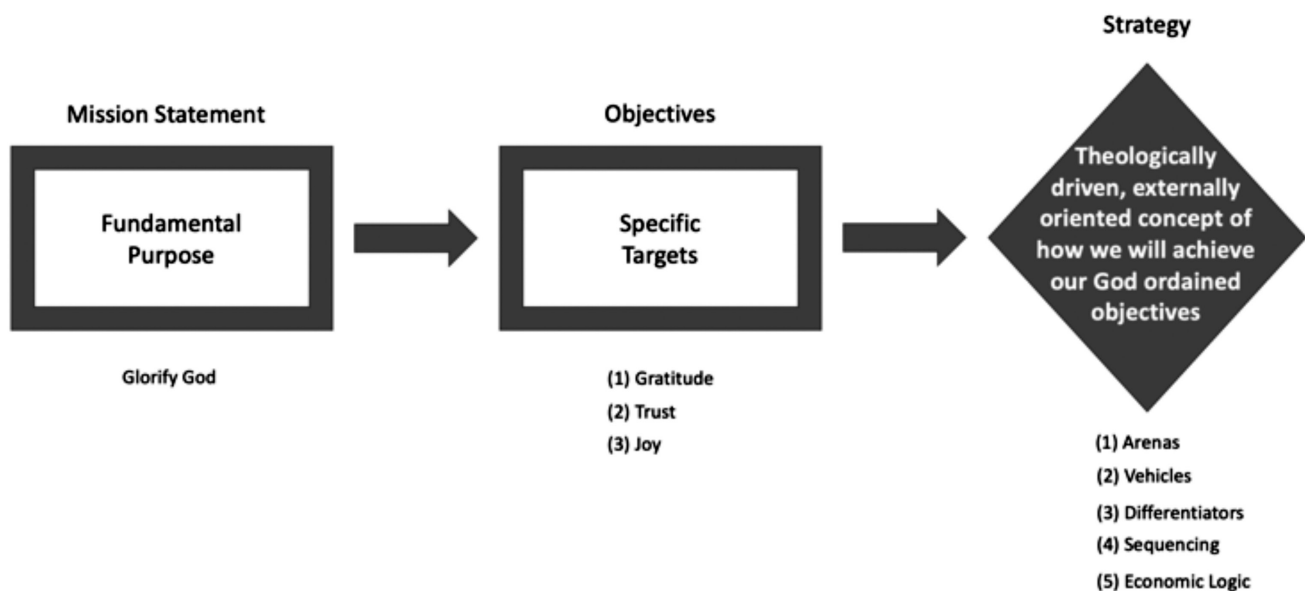 Mission Statement
Fundamental
Purpose
Glorify God
Objectives
Specific
Targets
(1) Gratitude
(2) Trust
(3) Joy
Strategy
Theologically
driven, externally
oriented concept of
how we will achieve
our God ordained
objectives
(1) Arenas
(2) Vehicles
(3) Differentiators
(4) Sequencing
(5) Economic Logic